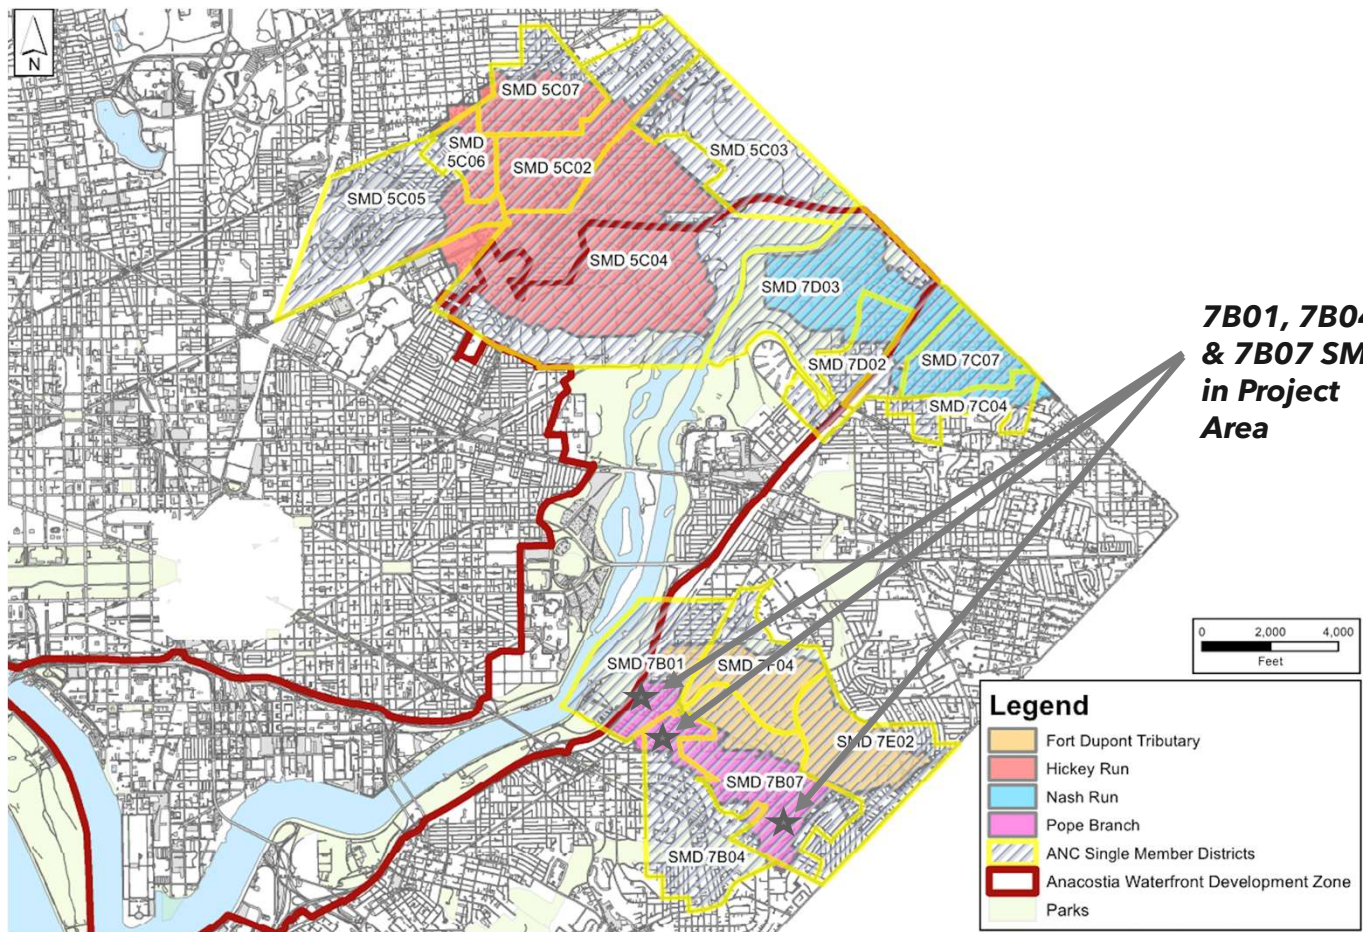 N
SMD 5C07
SMD
5C06
SMD 5C02
SMD 5C03
SMD 5C05
SMD 5C04
SMD 7D03
SMD 7D02
SMD 7C07
SMD 7C04
7B01, 7B04
& 7B07 SM
in Project
Area
0 2,000 4,000
Feet
SMD 7B01
SMD 7F04
SMD 7E02
SMD 7B07
SMD 7B04
Legend
Fort Dupont Tributary
Hickey Run
Nash Run
Pope Branch
ANC Single Member Districts
Anacostia Waterfront Development Zone
Parks